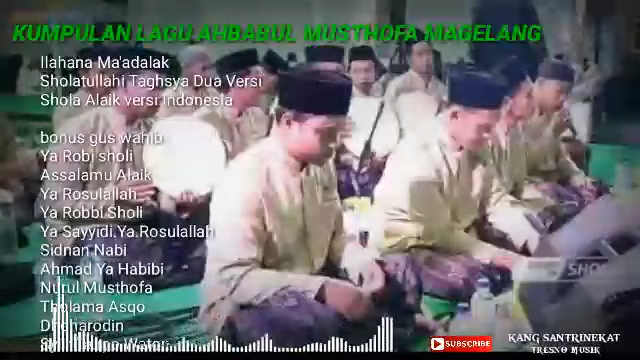 KUMPULAN LAGU AHBABUL MUSTHOFA MAGELANG
Ilahana Ma'adalak
Sholatullahi Taghsya Dua Versi
Shola Alaik versi Indonesia
bonus gus wahib
Ya Robi sholi
Assalamu Alaik
Ya Rosulallah
Ya Robbi Sholi
Ya Sayyidi Ya Rosulallah
Sidnan Nabi
Ahmad Ya Habibi
Nurul Musthofa
Tholama Asqo
SUBSCRIBE
KANG SANTRINEKAT
TRESNO MUSIK